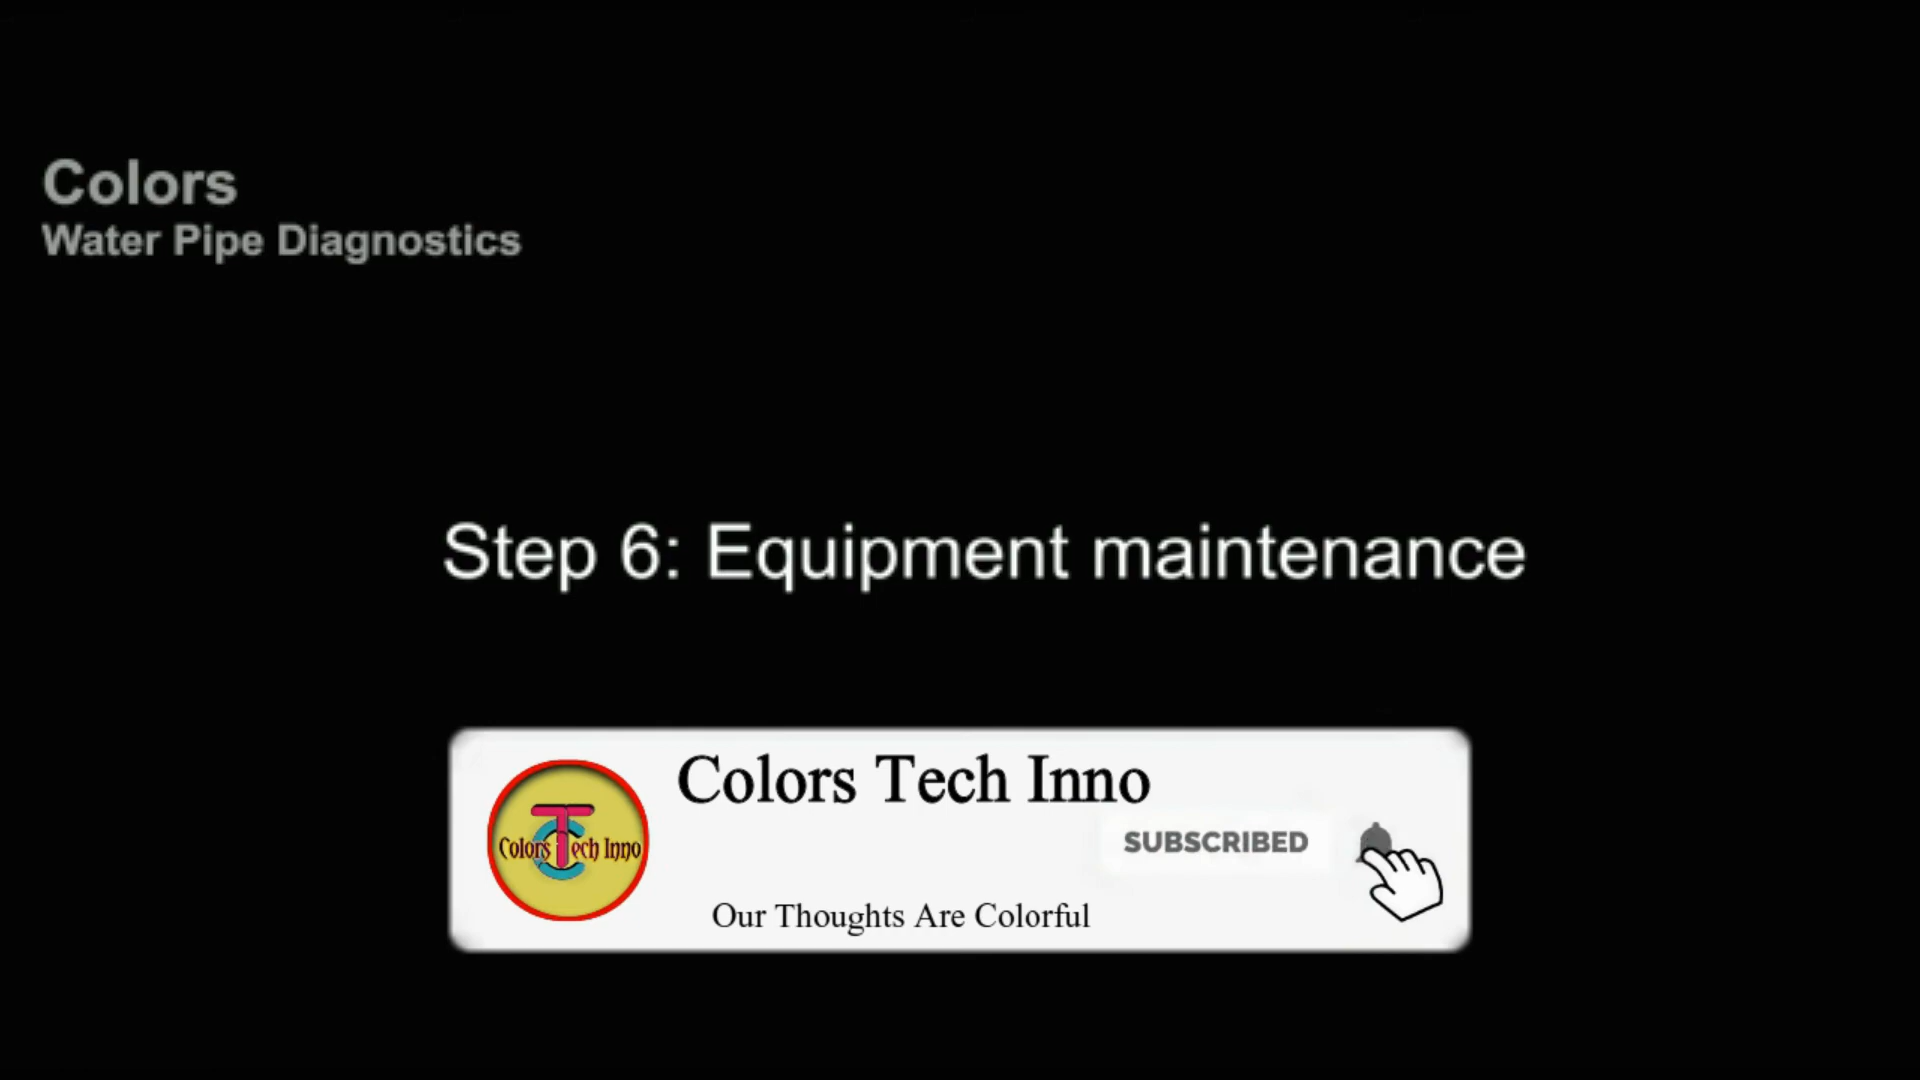 Colors
Water Pipe Diagnostics
Step 6: Equipment maintenance
Colors Tech Inno
Colors Tech Inno
SUBSCRIBED
Our Thoughts Are Colorful